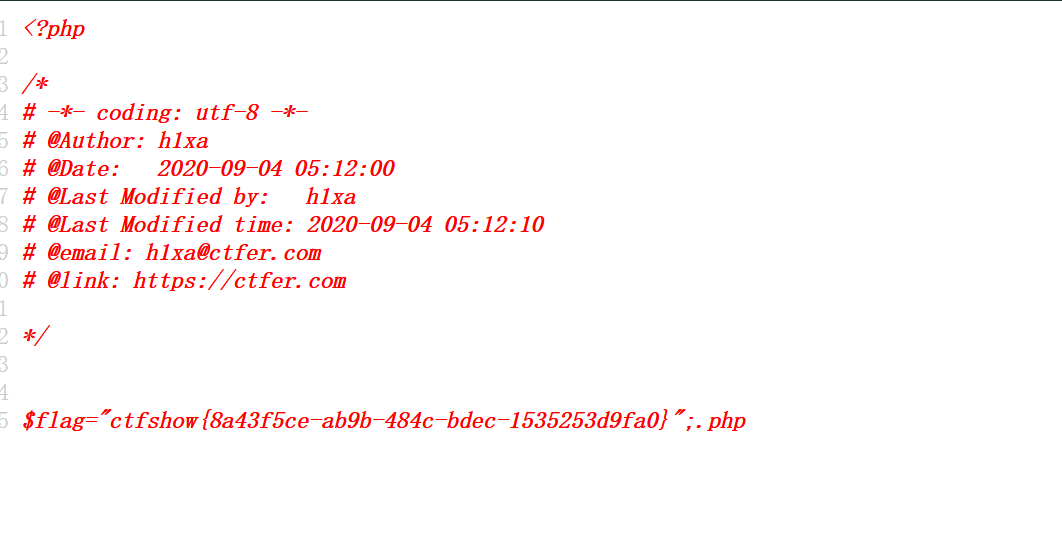 1 <?php
2
3 /*
4 # -*- coding: utf-8 -*-
5 # @Author: h1xa
6 # @Date:   2020-09-04 05:12:00
7 # @Last Modified by:   h1xa
8 # @Last Modified time: 2020-09-04 05:12:10
9 # @email: h1xa@ctfer.com
0 # @link: https://ctfer.com
1
2 */
3
4
5 $flag="ctfshow{8a43f5ce-ab9b-484c-bdec-1535253d9fa0}";.php